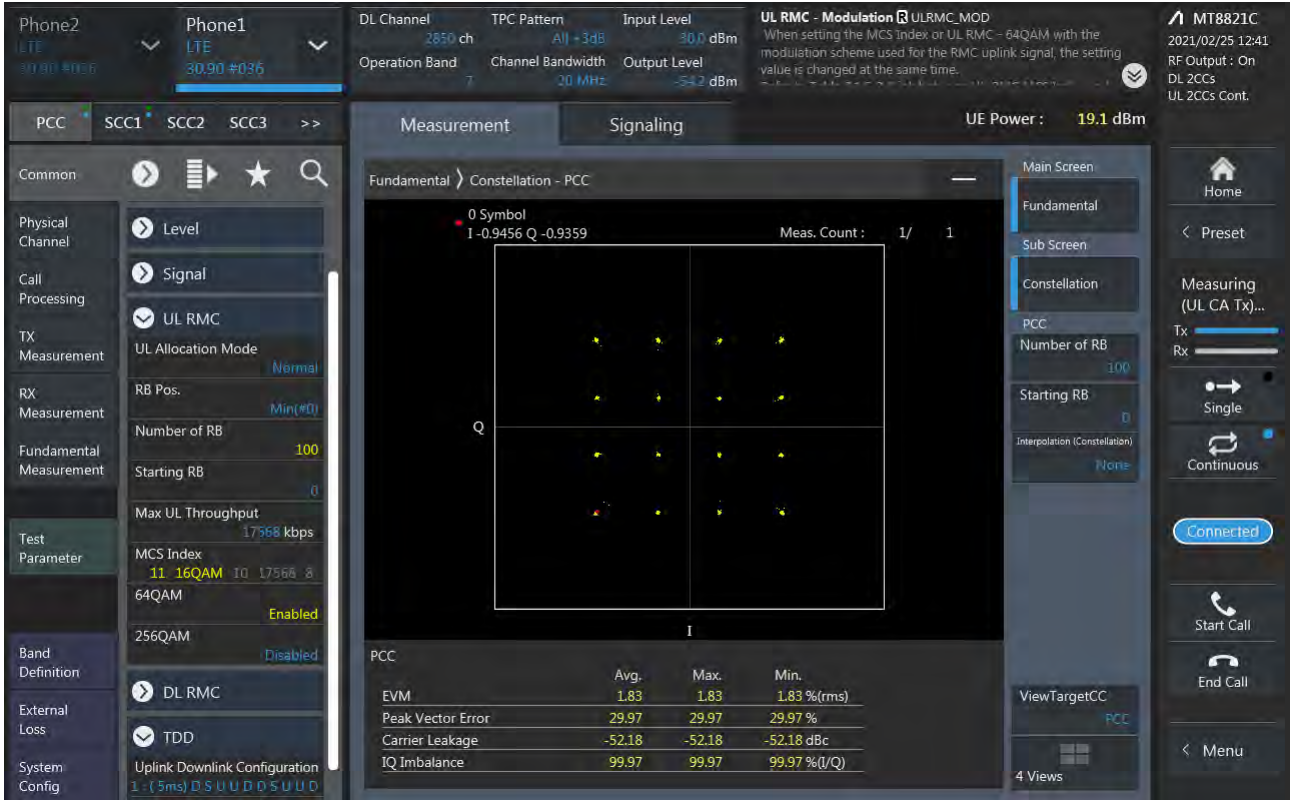 Phone2
LTE
30.90 #036
Phone1
LTE
30.90 #036
DL Channel
2850 ch
TPC Pattern
All +3dB
Input Level
30.0 dBm
Operation Band
7
Channel Bandwidth
20 MHz
Output Level
-54.2 dBm
UL RMC - Modulation R ULRMC_MOD
When setting the MCS Index or UL RMC - 64QAM with the
modulation scheme used for the RMC uplink signal, the setting
value is changed at the same time.
MT8821C
2021/02/25 12:41
RF Output : On
DL 2CCs
UL 2CCs Cont.
PCC SCC1 SCC2 SCC3 >>
Measurement Signaling
UE Power : 19.1 dBm
Common
Physical
Channel
Call
Processing
TX
Measurement
RX
Measurement
Fundamental
Measurement
Test
Parameter
Band
Definition
External
Loss
System
Config
Level
Signal
UL RMC
UL Allocation Mode
Normal
RB Pos.
Min(#0)
Number of RB
100
Starting RB
0
Max UL Throughput
17568 kbps
MCS Index
11 16QAM 10 17568 8
64QAM
Enabled
256QAM
Disabled
DL RMC
TDD
Uplink Downlink Configuration
1 : ( 5ms) D S U U D D S U U D
Fundamental 〉 Constellation - PCC
0 Symbol
I -0.9456 Q -0.9359
Meas. Count : 1/ 1
Q
I
PCC
Avg. Max. Min.
EVM 1.83 1.83 1.83 %(rms)
Peak Vector Error 29.97 29.97 29.97 %
Carrier Leakage -52.18 -52.18 -52.18 dBc
IQ Imbalance 99.97 99.97 99.97 %(I/Q)
Main Screen
Fundamental
Sub Screen
Constellation
PCC
Number of RB
100
Starting RB
0
Interpolation (Constellation)
None
ViewTargetCC
PCC
4 Views
Home
< Preset
Measuring
(UL CA Tx)...
Tx
Rx
Single
Continuous
Connected
Start Call
End Call
< Menu